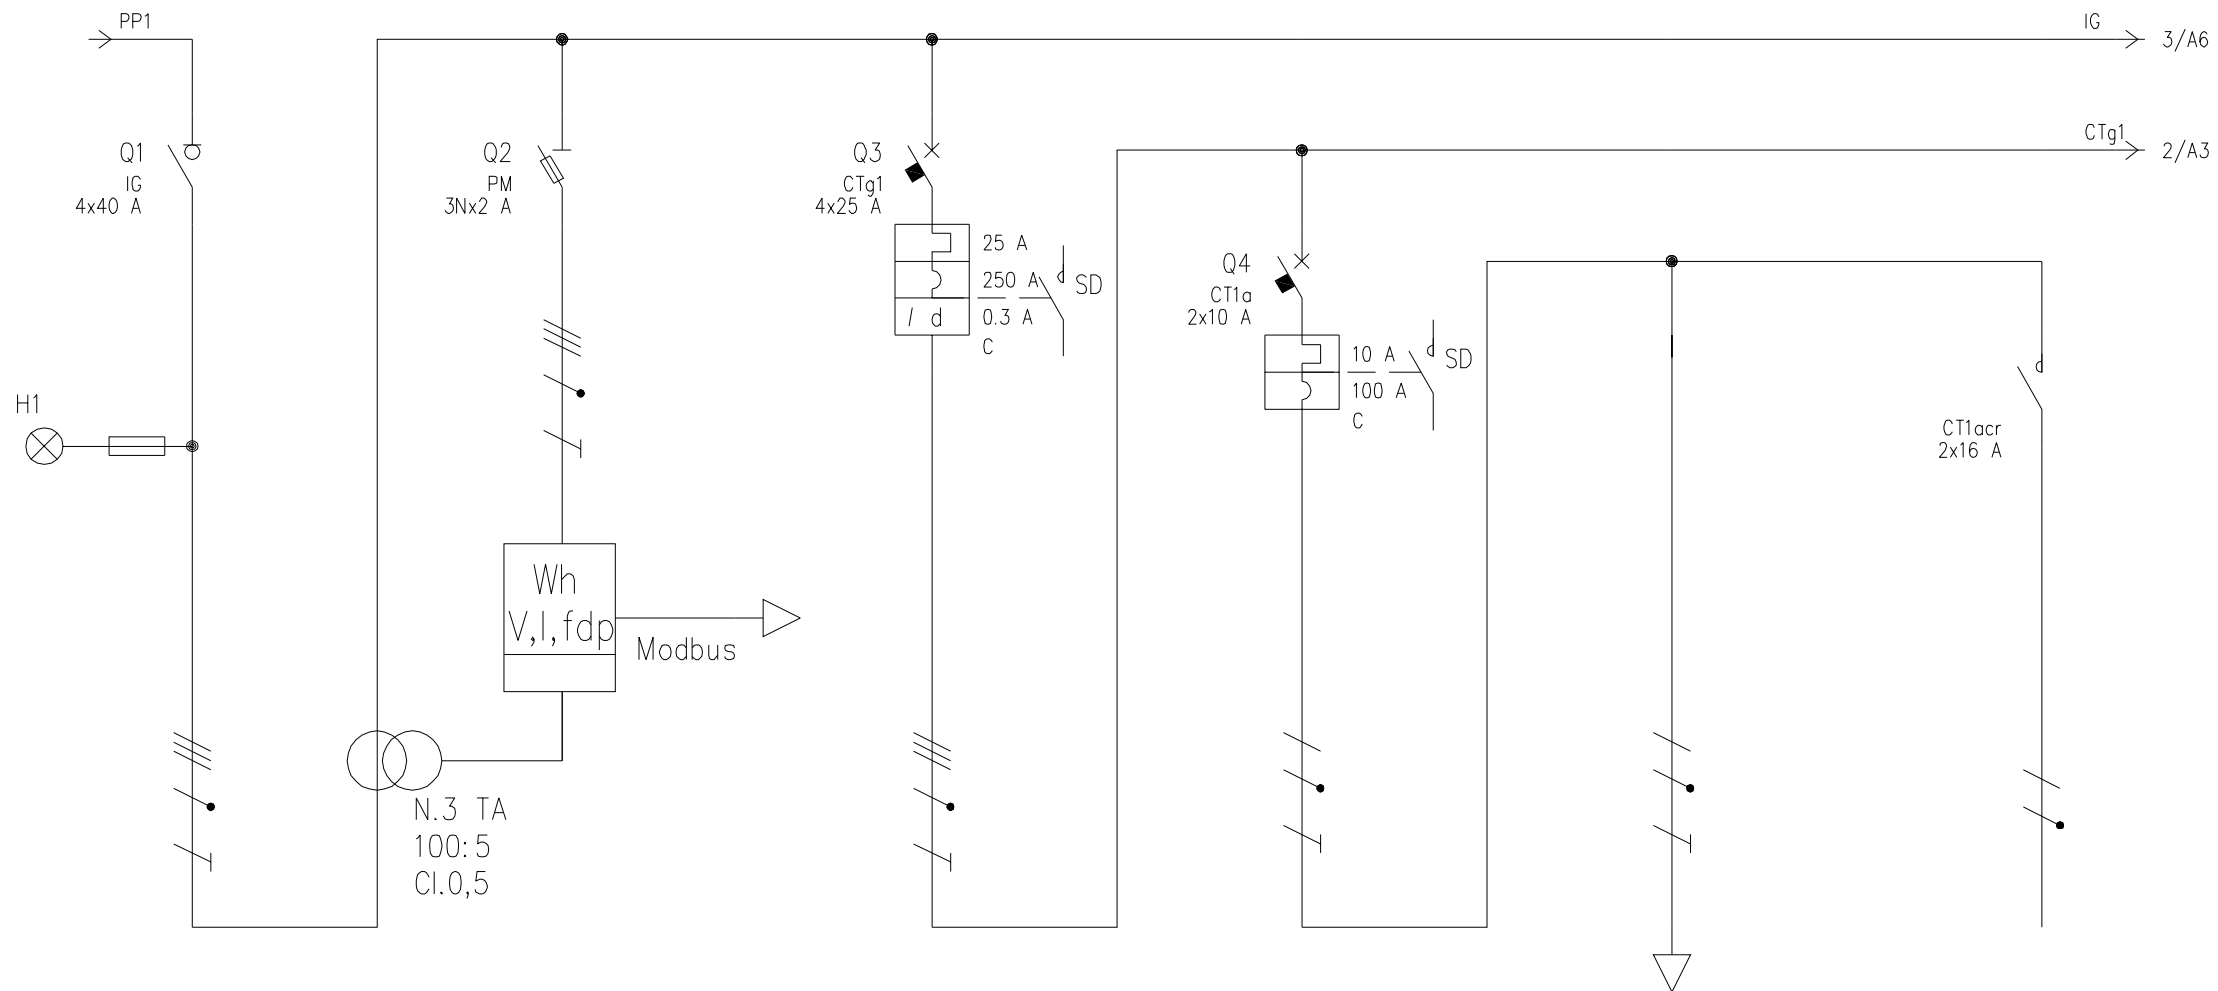 PP1
IG
3/A6
CTg1
2/A3
Q1
IG
4x40 A
Q2
PM
3Nx2 A
Q3
CTg1
4x25 A
25 A
250 A
SD
I d
0.3 A
C
Q4
CT1a
2x10 A
10 A
SD
100 A
C
H1
CT1acr
2x16 A
Wh
V,I,fdp
Modbus
N.3 TA
100:5
Cl.0,5